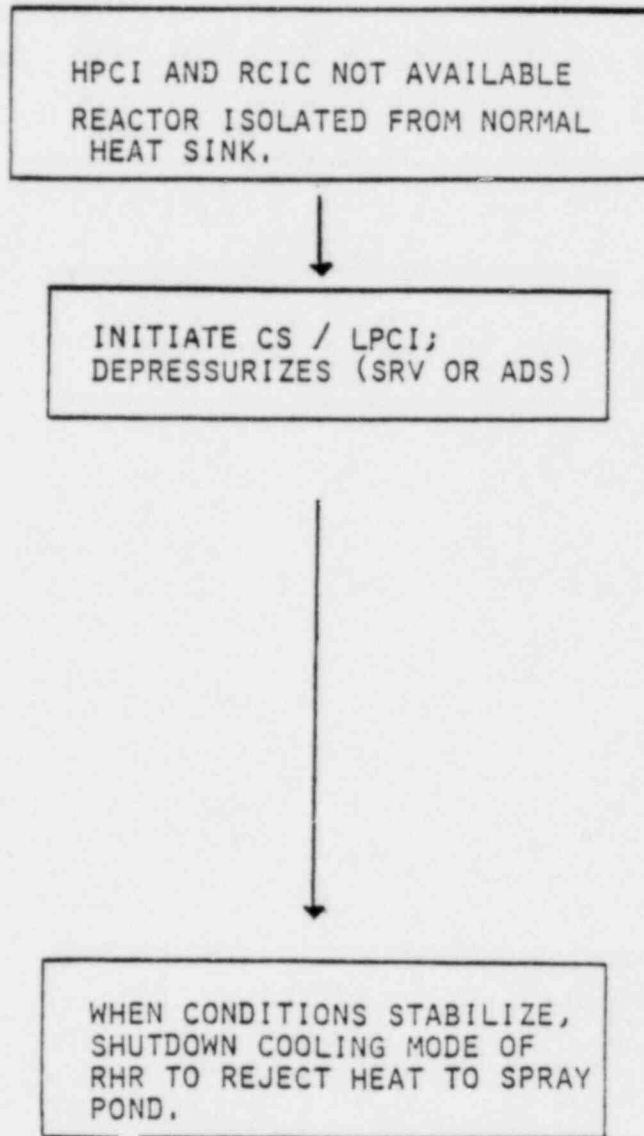 HPCI AND RCIC NOT AVAILABLE
REACTOR ISOLATED FROM NORMAL
HEAT SINK.
INITIATE CS / LPCI;
DEPRESSURIZES (SRV OR ADS)
WHEN CONDITIONS STABILIZE,
SHUTDOWN COOLING MODE OF
RHR TO REJECT HEAT TO SPRAY
POND.